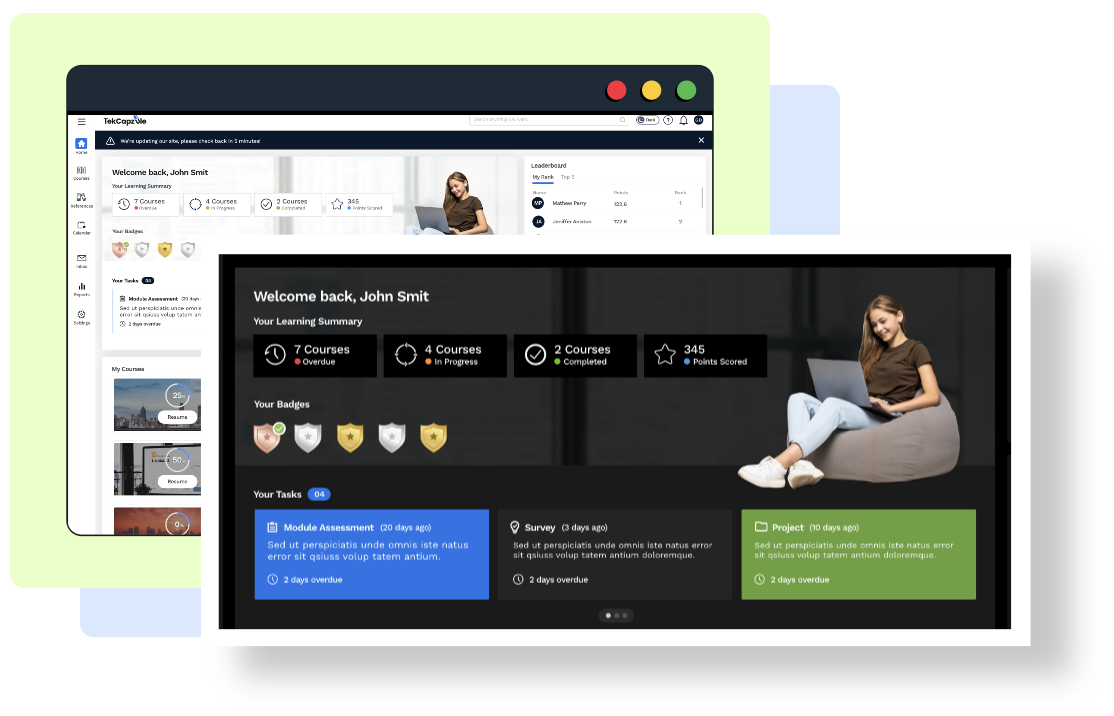 TekCapzule
Search anything you want
Dark
?
We're updating our site, please check back in 5 minutes!
Home
Courses
References
Calendar
Inbox
Reports
Settings
Welcome back, John Smit
Your Learning Summary
7 Courses
Overdue
4 Courses
In Progress
2 Courses
Completed
345
Points Scored
Your Badges
Leaderboard
My Rank Top 5
Name Points Rank
MP Mathew Perry 122.6 1
JA Jeniffer Aniston 122.6 2
Your Tasks 04
Module Assessment (20 days
Sed ut perspiciatis unde omnis
sit qsiuss volup tatem an
2 days overdue
My Courses
25%
Resume
50%
Resume
0%
Welcome back, John Smit
Your Learning Summary
7 Courses
Overdue
4 Courses
In Progress
2 Courses
Completed
345
Points Scored
Your Badges
Your Tasks 04
Module Assessment (20 days ago)
Sed ut perspiciatis unde omnis iste natus
error sit qsiuss volup tatem antium.
2 days overdue
Survey (3 days ago)
Sed ut perspiciatis unde omnis iste natus error
sit qsiuss volup tatem antium doloremque.
2 days overdue
Project (10 days ago)
Sed ut perspiciatis unde omnis iste natus error
sit qsiuss volup tatem antium doloremque.
2 days overdue